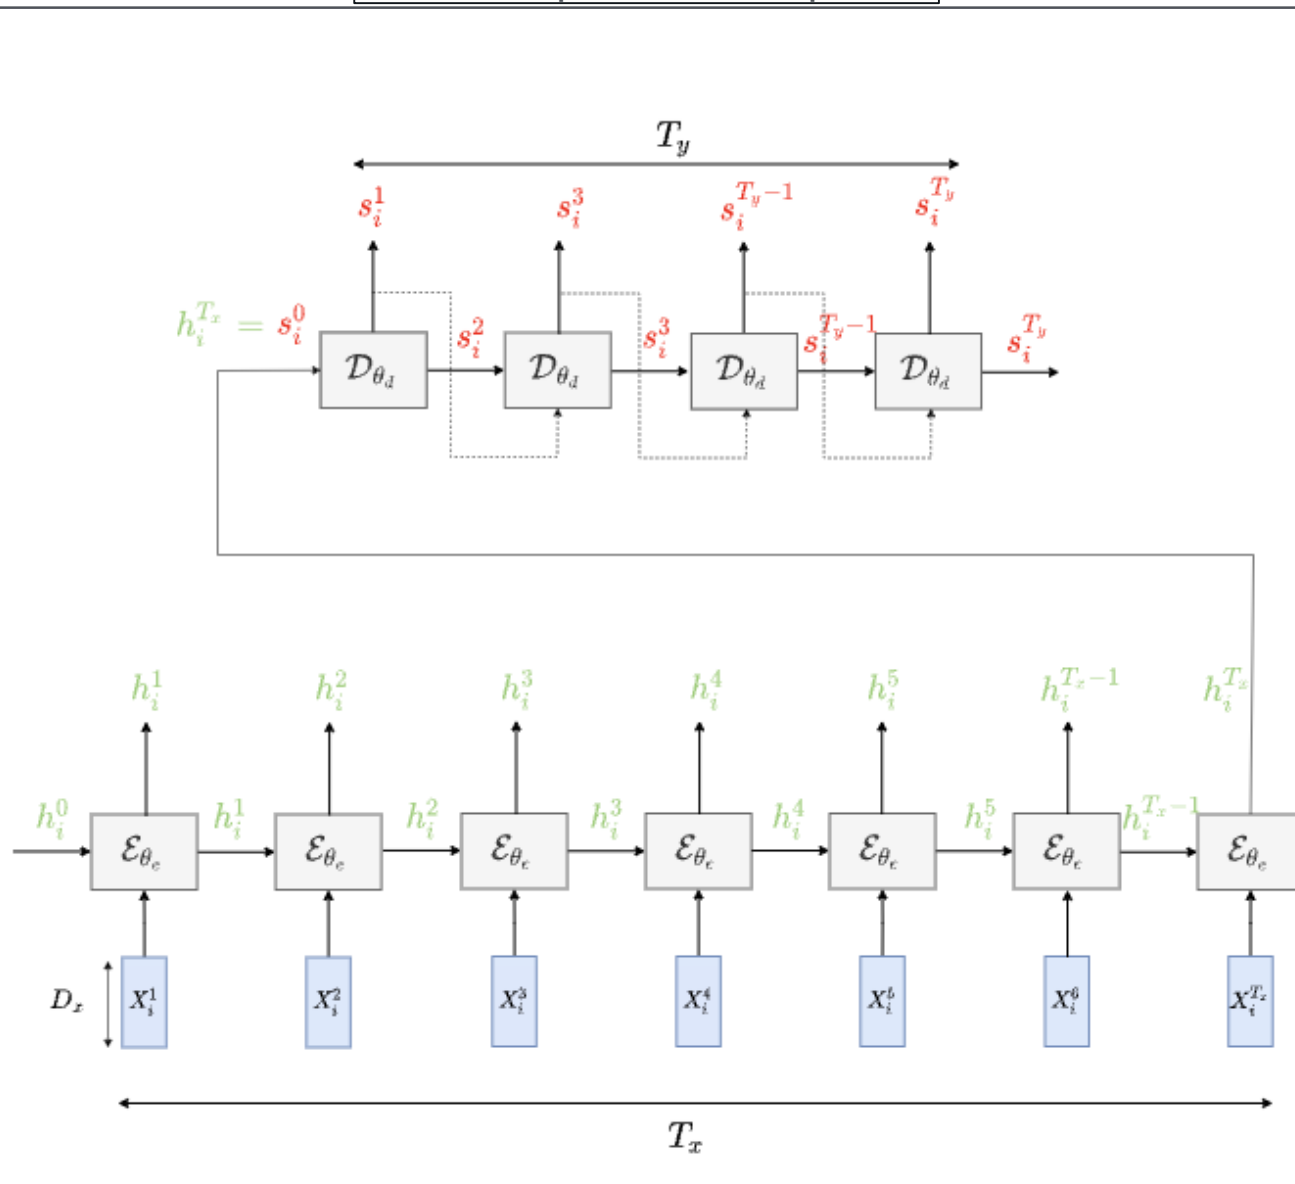 T_y
s_i^1 s_i^3 s_i^{T_y-1} s_i^{T_y}
h_i^{T_x} = s_i^0 s_i^2 s_i^3 s_i^{T_y-1} s_i^{T_y}
𝒟_{θ_d} 𝒟_{θ_d} 𝒟_{θ_d} 𝒟_{θ_d}
h_i^1 h_i^2 h_i^3 h_i^4 h_i^5 h_i^{T_x-1} h_i^{T_x}
h_i^0 h_i^1 h_i^2 h_i^3 h_i^4 h_i^5 h_i^{T_x-1}
ℰ_{θ_e} ℰ_{θ_e} ℰ_{θ_e} ℰ_{θ_e} ℰ_{θ_e} ℰ_{θ_e} ℰ_{θ_e}
D_x X_i^1 X_i^2 X_i^3 X_i^4 X_i^5 X_i^6 X_i^{T_x}
T_x